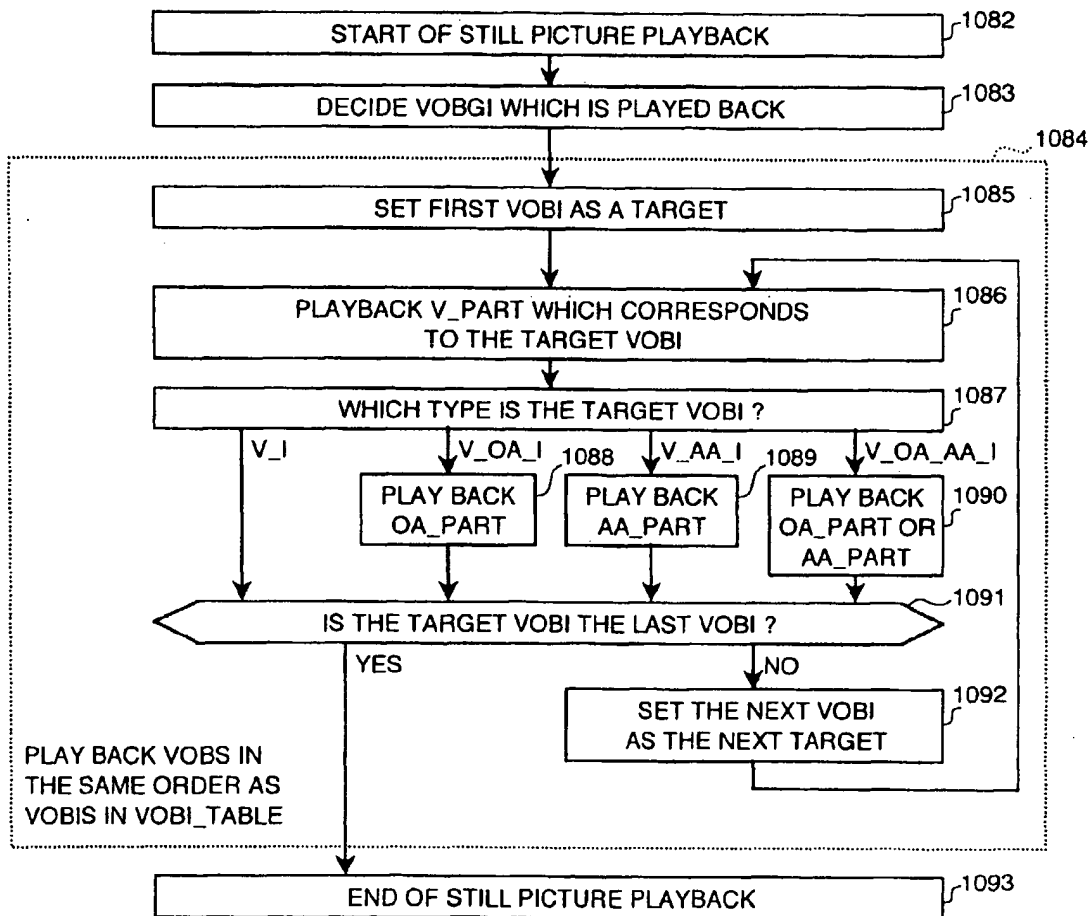 START OF STILL PICTURE PLAYBACK
1082
DECIDE VOBGI WHICH IS PLAYED BACK
1083
1084
SET FIRST VOBI AS A TARGET
1085
PLAYBACK V_PART WHICH CORRESPONDS
TO THE TARGET VOBI
1086
WHICH TYPE IS THE TARGET VOBI ?
1087
V_I
V_OA_I
1088
V_AA_I
1089
V_OA_AA_I
PLAY BACK
OA_PART
PLAY BACK
AA_PART
PLAY BACK
OA_PART OR
AA_PART
1090
IS THE TARGET VOBI THE LAST VOBI ?
1091
YES
NO
SET THE NEXT VOBI
AS THE NEXT TARGET
1092
PLAY BACK VOBS IN
THE SAME ORDER AS
VOBIS IN VOBI_TABLE
END OF STILL PICTURE PLAYBACK
1093